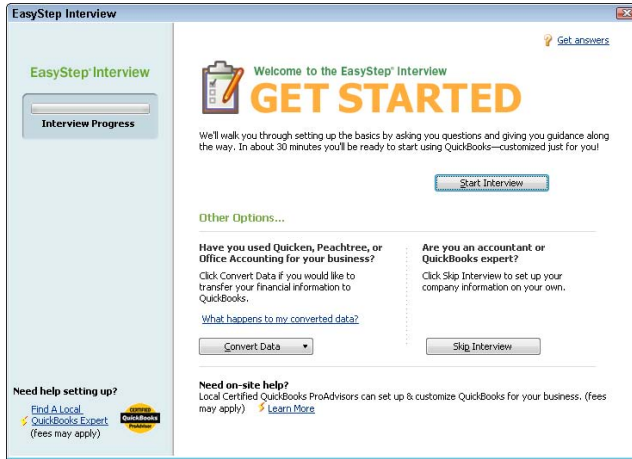 EasyStep Interview
Get answers
EasyStep® Interview
Interview Progress
Welcome to the EasyStep® Interview
GET STARTED
We'll walk you through setting up the basics by asking you questions and giving you guidance along
the way. In about 30 minutes you'll be ready to start using QuickBooks—customized just for you!
Start Interview
Other Options...
Have you used Quicken, Peachtree, or
Office Accounting for your business?
Click Convert Data if you would like to
transfer your financial information to
QuickBooks.
What happens to my converted data?
Convert Data
Are you an accountant or
QuickBooks expert?
Click Skip Interview to set up your
company information on your own.
Skip Interview
Need on-site help?
Local Certified QuickBooks ProAdvisors can set up & customize QuickBooks for your business. (fees
may apply) Learn More
Need help setting up?
Find A Local
QuickBooks Expert
(fees may apply)
CERTIFIED
QuickBooks
ProAdvisor